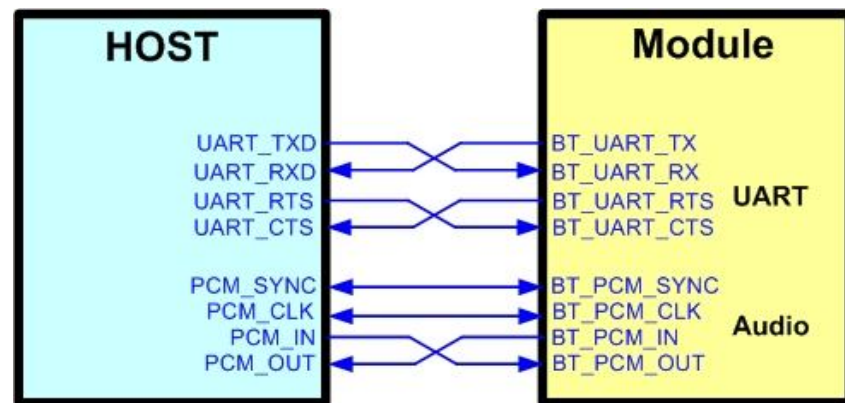 HOST
Module
UART_TXD
BT_UART_TX
UART_RXD
BT_UART_RX
UART_RTS
BT_UART_RTS
UART
UART_CTS
BT_UART_CTS
PCM_SYNC
BT_PCM_SYNC
PCM_CLK
BT_PCM_CLK
Audio
PCM_IN
BT_PCM_IN
PCM_OUT
BT_PCM_OUT